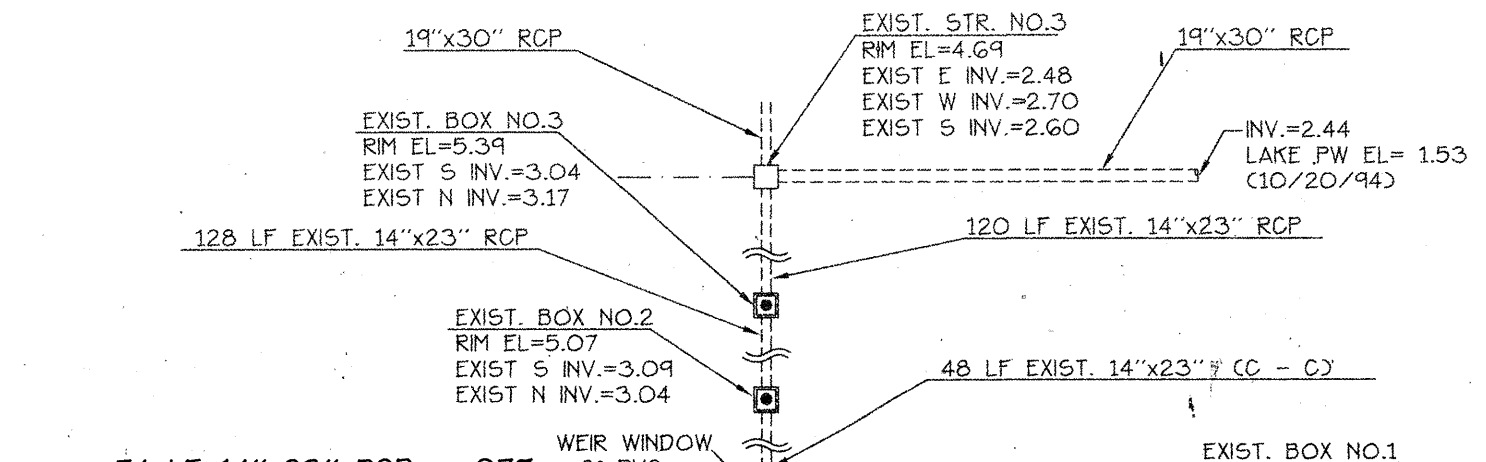 19"x30" RCP
EXIST. STR. NO.3
RIM EL=4.69
EXIST E INV.=2.48
EXIST W INV.=2.70
EXIST S INV.=2.60
19"x30" RCP
INV.=2.44
LAKE PW EL= 1.53
(10/20/94)
EXIST. BOX NO.3
RIM EL=5.39
EXIST S INV.=3.04
EXIST N INV.=3.17
128 LF EXIST. 14"x23" RCP
120 LF EXIST. 14"x23" RCP
EXIST. BOX NO.2
RIM EL=5.07
EXIST S INV.=3.09
EXIST N INV.=3.04
48 LF EXIST. 14"x23" (C - C)
WEIR WINDOW
EXIST. BOX NO.1